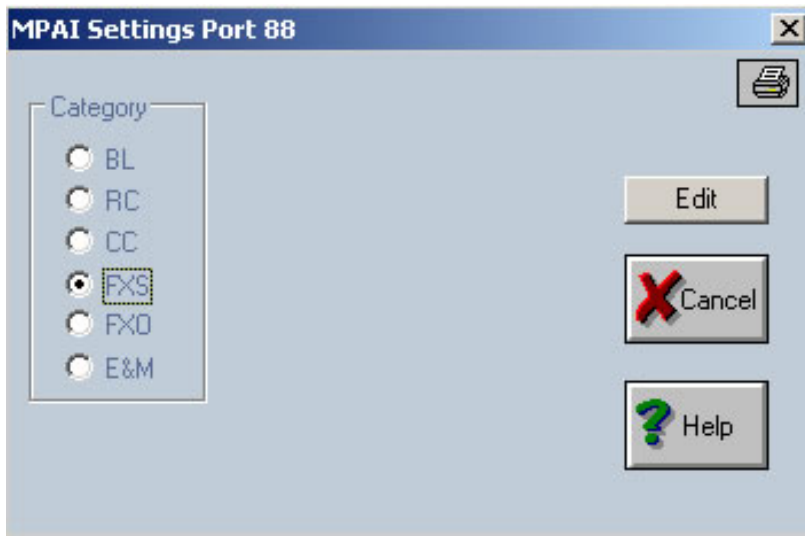 MPAI Settings Port 88
Category
BL
RC
CC
FXS
FXO
E&M
Edit
Cancel
Help